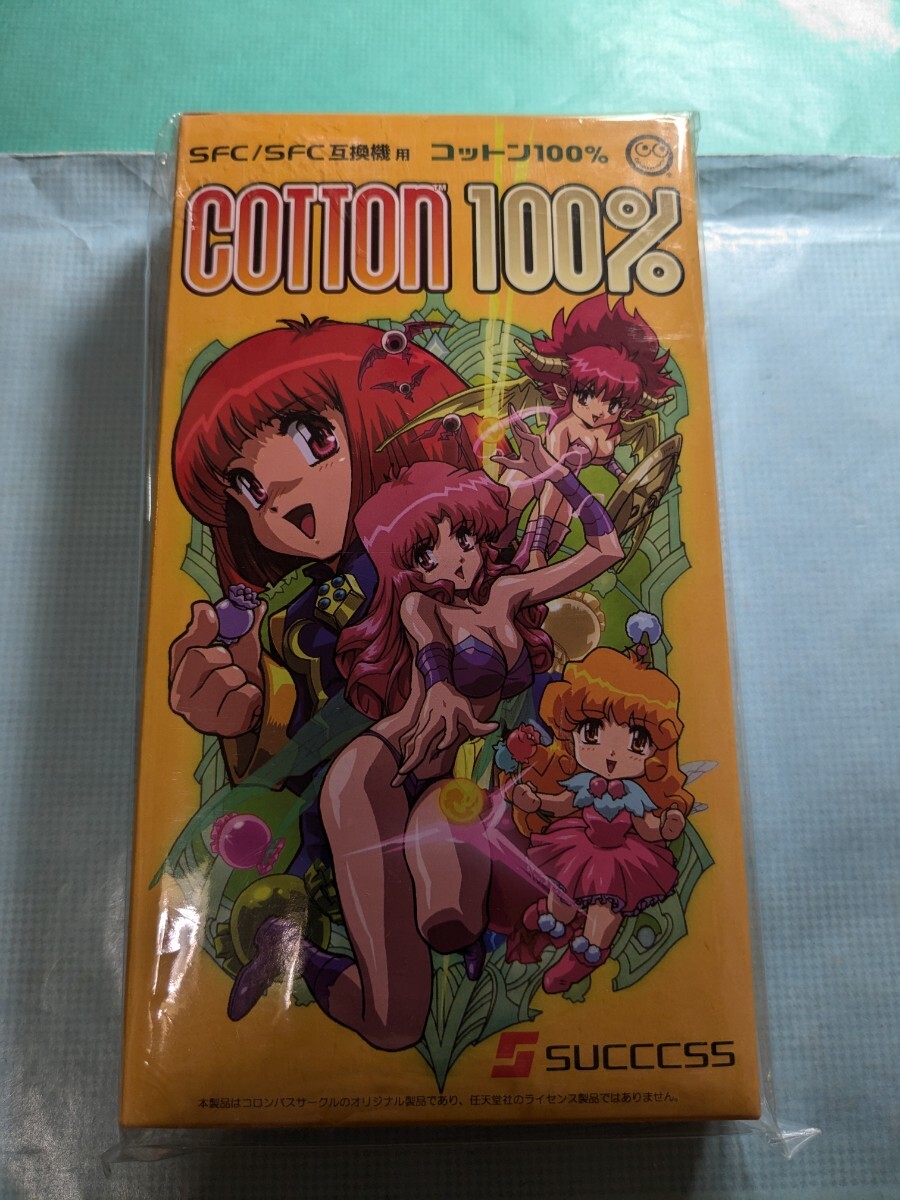 SFC/SFC互換機用 コットン100%
COTTON™ 100%
SUCCCSS
本製品はコロンバスサークルのオリジナル製品であり、任天堂社のライセンス製品ではありません。